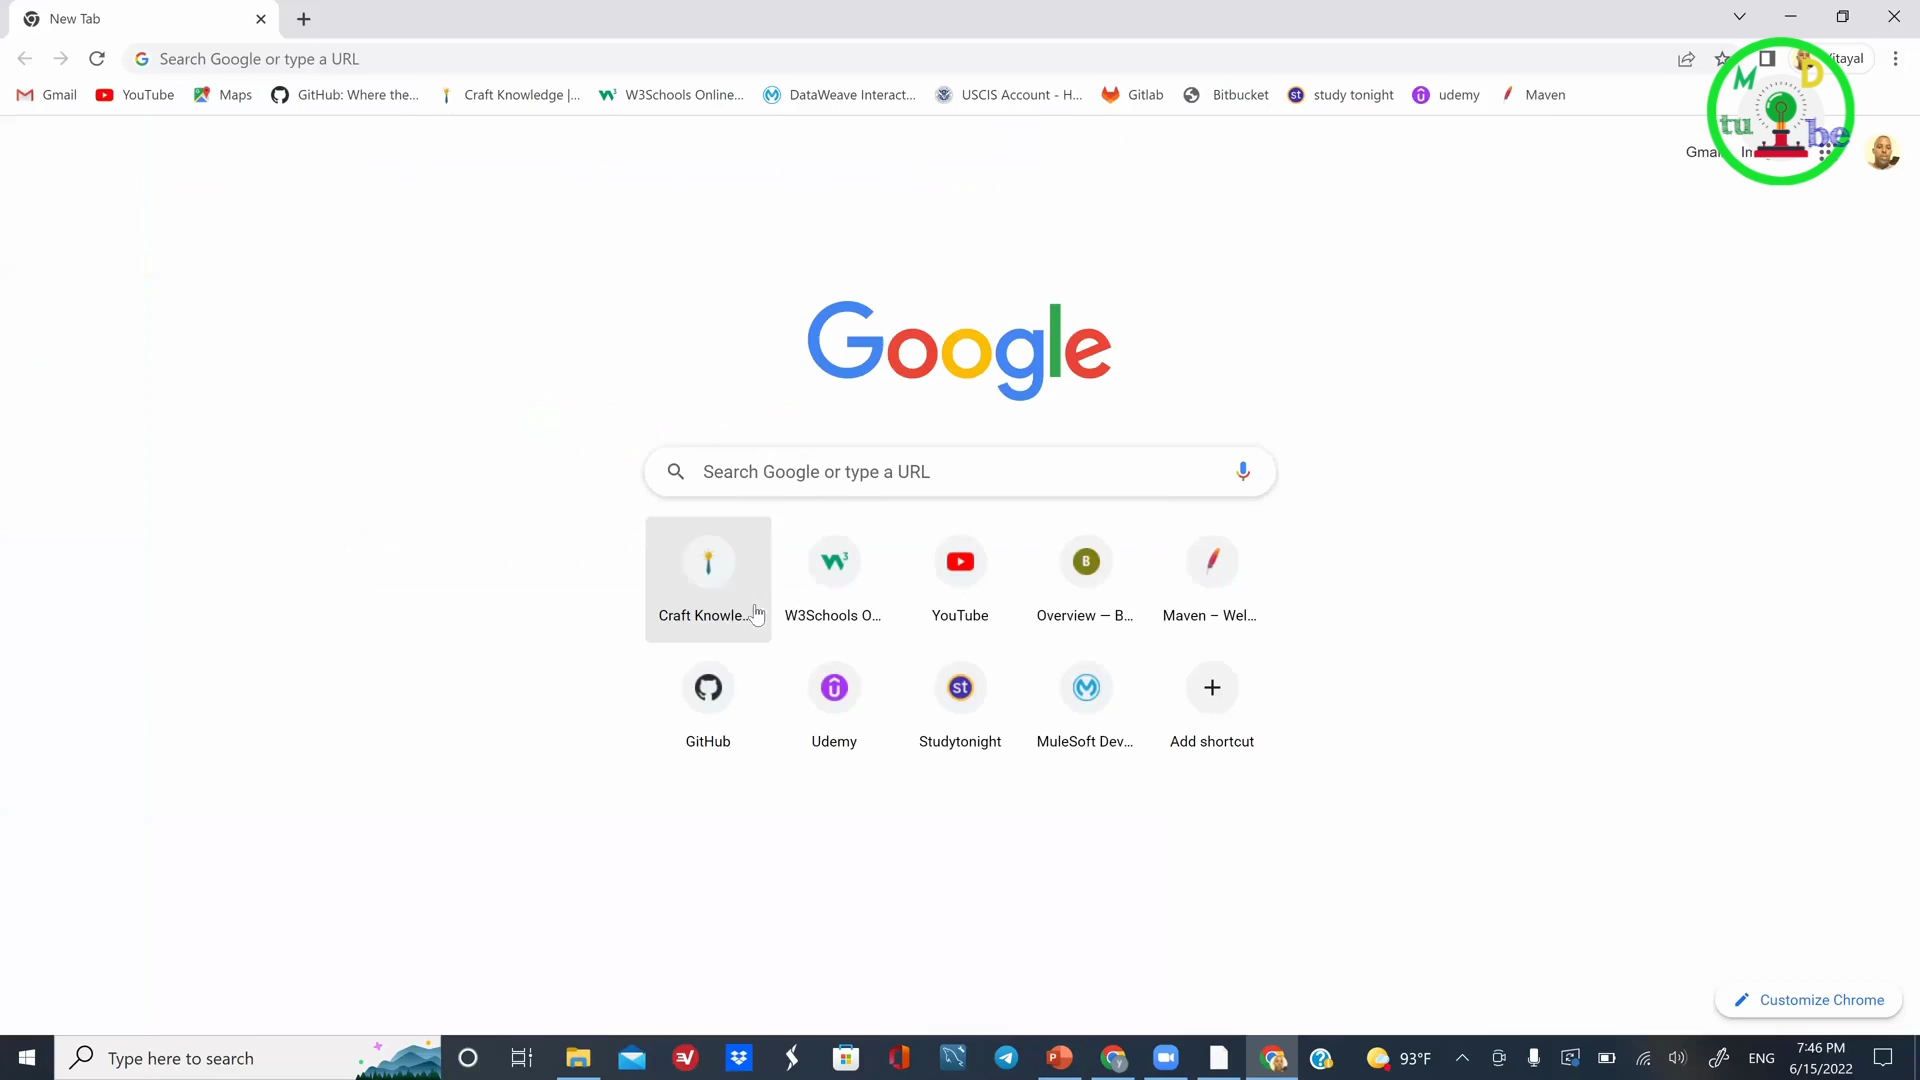 New Tab
Search Google or type a URL
itayal
Gmail YouTube Maps GitHub: Where the... Craft Knowledge |... W3Schools Online... DataWeave Interact... USCIS Account - H... Gitlab Bitbucket study tonight udemy Maven
M D
tu be
Google
Search Google or type a URL
Craft Knowle... W3Schools O... YouTube Overview — B... Maven – Wel...
GitHub Udemy Studytonight MuleSoft Dev... Add shortcut
Customize Chrome
Type here to search
93°F
ENG
7:46 PM
6/15/2022